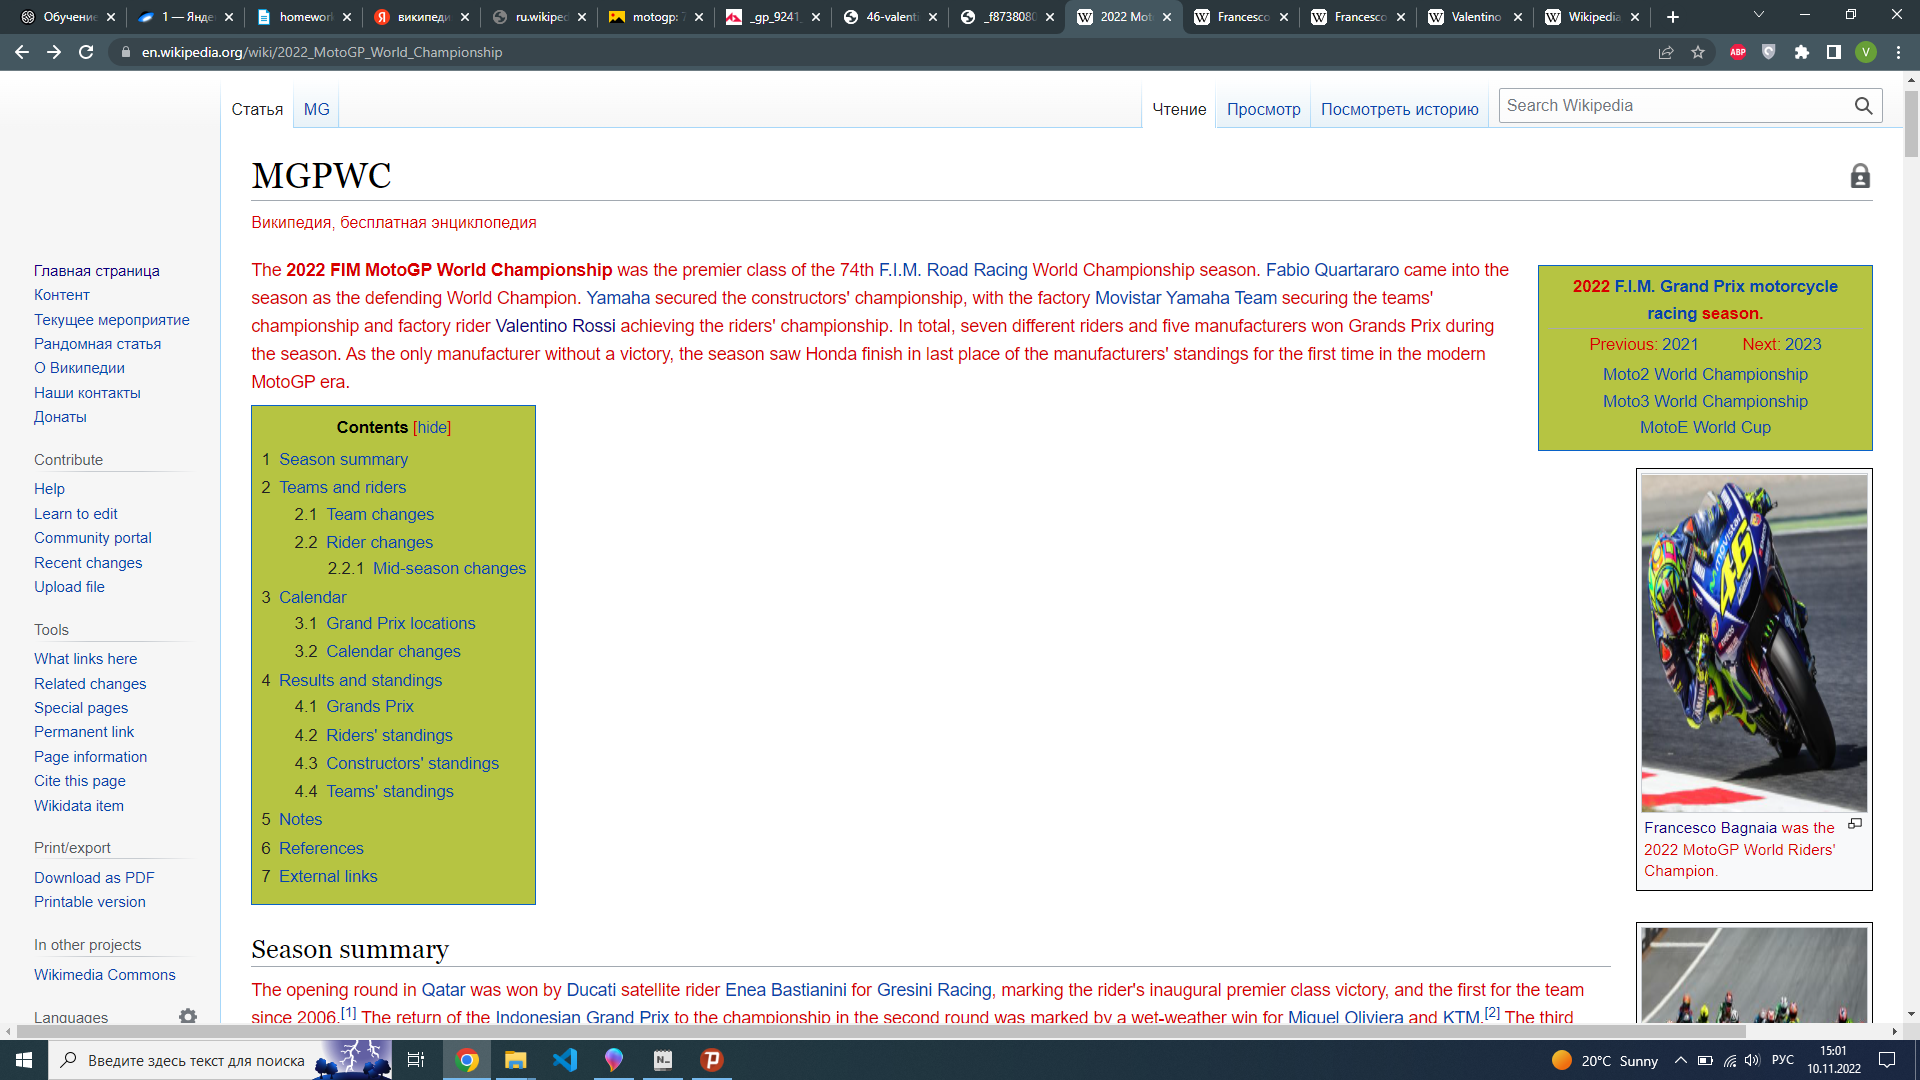 Обучение
1 — Янде
homework
википеди
ru.wikiped
motogp: 7
_gp_9241_
46-valenti
_f8738080
2022 Mot
Francesco
Francesco
Valentino
Wikipedia
en.wikipedia.org/wiki/2022_MotoGP_World_Championship
ABP
V
Статья
MG
Чтение
Просмотр
Посмотреть историю
Search Wikipedia
MGPWC
Википедия, бесплатная энциклопедия
Главная страница
Контент
Текущее мероприятие
Рандомная статья
О Википедии
Наши контакты
Донаты
Contribute
Help
Learn to edit
Community portal
Recent changes
Upload file
Tools
What links here
Related changes
Special pages
Permanent link
Page information
Cite this page
Wikidata item
Print/export
Download as PDF
Printable version
In other projects
Wikimedia Commons
Languages
The 2022 FIM MotoGP World Championship was the premier class of the 74th F.I.M. Road Racing World Championship season. Fabio Quartararo came into the
season as the defending World Champion. Yamaha secured the constructors' championship, with the factory Movistar Yamaha Team securing the teams'
championship and factory rider Valentino Rossi achieving the riders' championship. In total, seven different riders and five manufacturers won Grands Prix during
the season. As the only manufacturer without a victory, the season saw Honda finish in last place of the manufacturers' standings for the first time in the modern
MotoGP era.
Contents [hide]
1 Season summary
2 Teams and riders
2.1 Team changes
2.2 Rider changes
2.2.1 Mid-season changes
3 Calendar
3.1 Grand Prix locations
3.2 Calendar changes
4 Results and standings
4.1 Grands Prix
4.2 Riders' standings
4.3 Constructors' standings
4.4 Teams' standings
5 Notes
6 References
7 External links
2022 F.I.M. Grand Prix motorcycle
racing season.
Previous: 2021 Next: 2023
Moto2 World Championship
Moto3 World Championship
MotoE World Cup
movistar
46
YAMAHA
Francesco Bagnaia was the
2022 MotoGP World Riders'
Champion.
Season summary
The opening round in Qatar was won by Ducati satellite rider Enea Bastianini for Gresini Racing, marking the rider's inaugural premier class victory, and the first for the team
since 2006.[1] The return of the Indonesian Grand Prix to the championship in the second round was marked by a wet-weather win for Miguel Oliviera and KTM.[2] The third
Введите здесь текст для поиска
20°C Sunny
РУС
15:01
10.11.2022